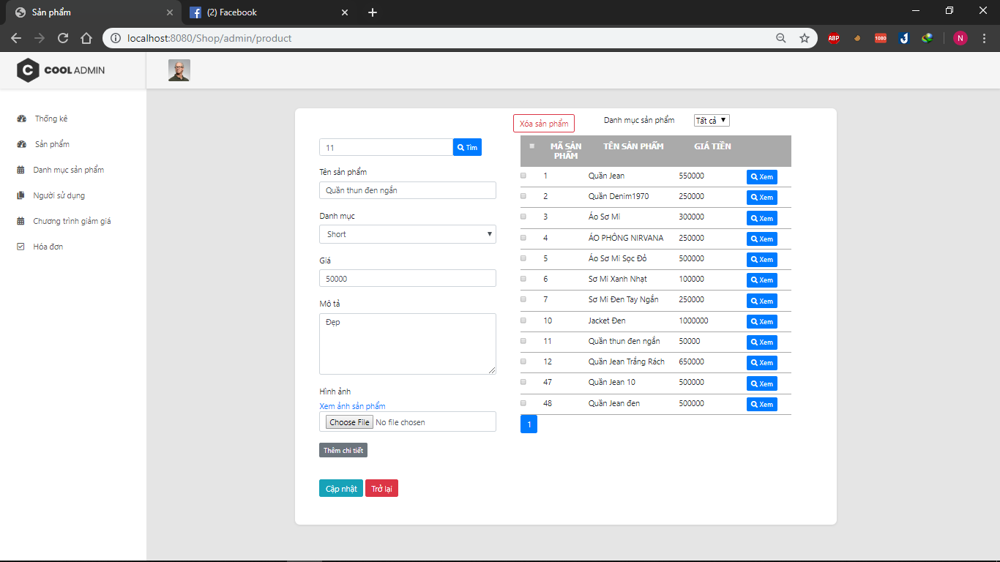 Sản phẩm
(2) Facebook
localhost:8080/Shop/admin/product
ABP
1080
N
C COOL ADMIN
Thống kê
Sản phẩm
Danh mục sản phẩm
Người sử dụng
Chương trình giảm giá
Hóa đơn
11
Tìm
Tên sản phẩm
Quần thun đen ngắn
Danh mục
Short
Giá
50000
Mô tả
Đẹp
Hình ảnh
Xem ảnh sản phẩm
Choose File No file chosen
Thêm chi tiết
Cập nhật Trở lại
Xóa sản phẩm Danh mục sản phẩm Tất cả
MÃ SẢN PHẨM TÊN SẢN PHẨM GIÁ TIỀN
1 Quần Jean 550000 Xem
2 Quần Denim1970 250000 Xem
3 Áo Sơ Mi 300000 Xem
4 ÁO PHÔNG NIRVANA 250000 Xem
5 Áo Sơ Mi Sọc Đỏ 500000 Xem
6 Sơ Mi Xanh Nhạt 100000 Xem
7 Sơ Mi Đen Tay Ngắn 250000 Xem
10 Jacket Đen 1000000 Xem
11 Quần thun đen ngắn 50000 Xem
12 Quần Jean Trắng Rách 650000 Xem
47 Quần Jean 10 500000 Xem
48 Quần Jean đen 500000 Xem
1